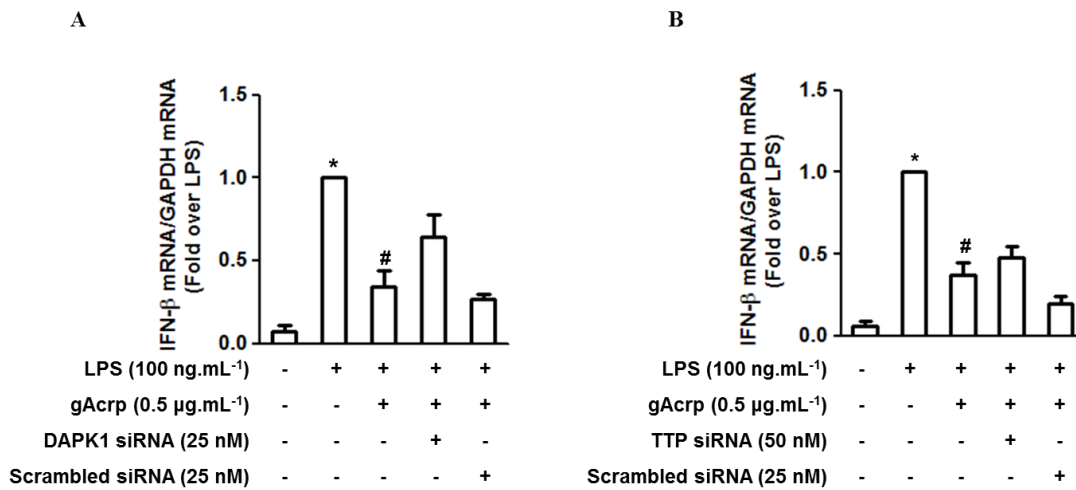 A
IFN-β mRNA/GAPDH mRNA
(Fold over LPS)
1.5
1.0
0.5
0.0
*
#
LPS (100 ng.mL⁻¹) - + + + +
gAcrp (0.5 µg.mL⁻¹) - - + + +
DAPK1 siRNA (25 nM) - - - + -
Scrambled siRNA (25 nM) - - - - +
B
IFN-β mRNA/GAPDH mRNA
(Fold over LPS)
1.5
1.0
0.5
0.0
*
#
LPS (100 ng.mL⁻¹) - + + + +
gAcrp (0.5 µg.mL⁻¹) - - + + +
TTP siRNA (50 nM) - - - + -
Scrambled siRNA (25 nM) - - - - +